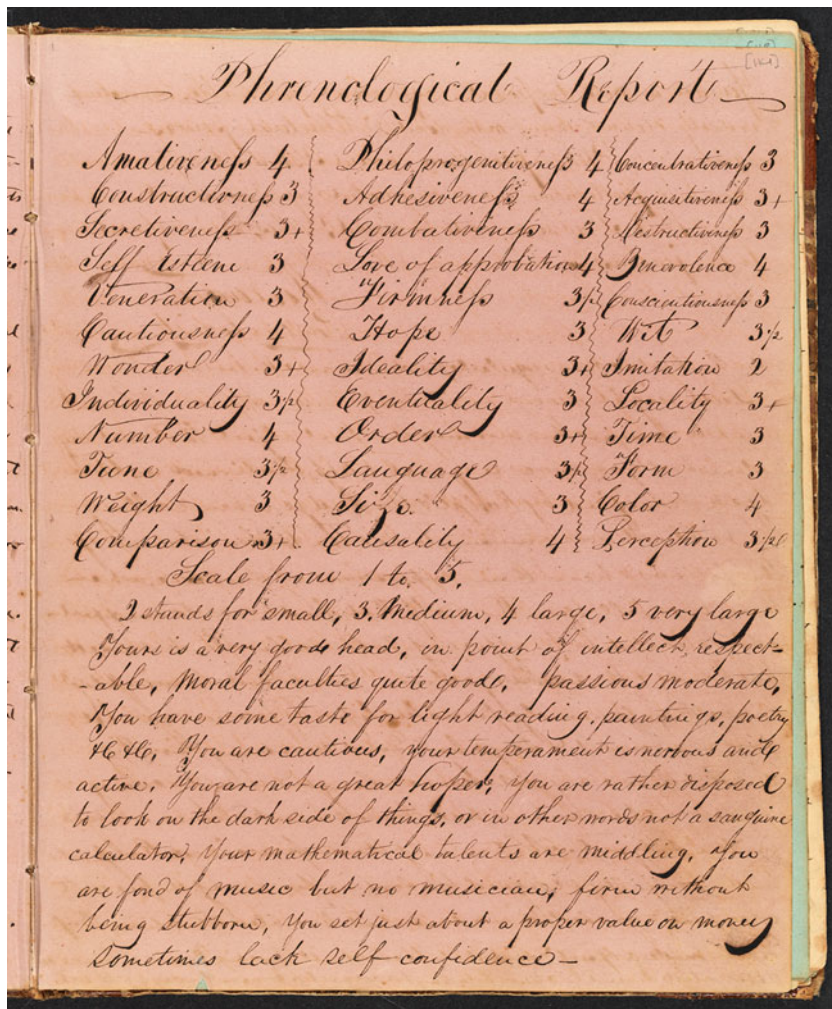 Phrenological Report
Amativeness 4 Philoprogenitiveness 4 Concentrativeness 3
Constructivness 3 Adhesiveness 4 Acquisitiveness 3+
Secretiveness 3+ Combativeness 3 Destructiveness 3
Self Esteem 3 Love of approbation 4 Benevolence 4
Veneration 3 Firmness 3½ Conscientiousness 3
Cautiousness 4 Hope 3 Wit 3½
Wonder 3+ Ideality 3+ Imitation 2
Individuality 3½ Eventuality 3 Locality 3+
Number 4 Order 3+ Time 3
Tune 3½ Language 3½ Form 3
Weight 3 Size 3 Color 4
Comparison 3+ Causality 4 Perception 3½
Scale from 1 to 5.
2 stands for small, 3. Medium, 4 large, 5 very large
Yours is a very good head, in point of intellect, respect-
-able, moral faculties quite good, passions moderate,
You have some taste for light reading, paintings, poetry
&c &c, You are cautious, your temperament is nervous and
active. You are not a great hoper, you are rather disposed
to look on the dark side of things, or in other words not a sanguine
calculator, your mathematical talents are middling, You
are fond of music but no musician, firm without
being stubborn, you set just about a proper value on money
sometimes lack self confidence —